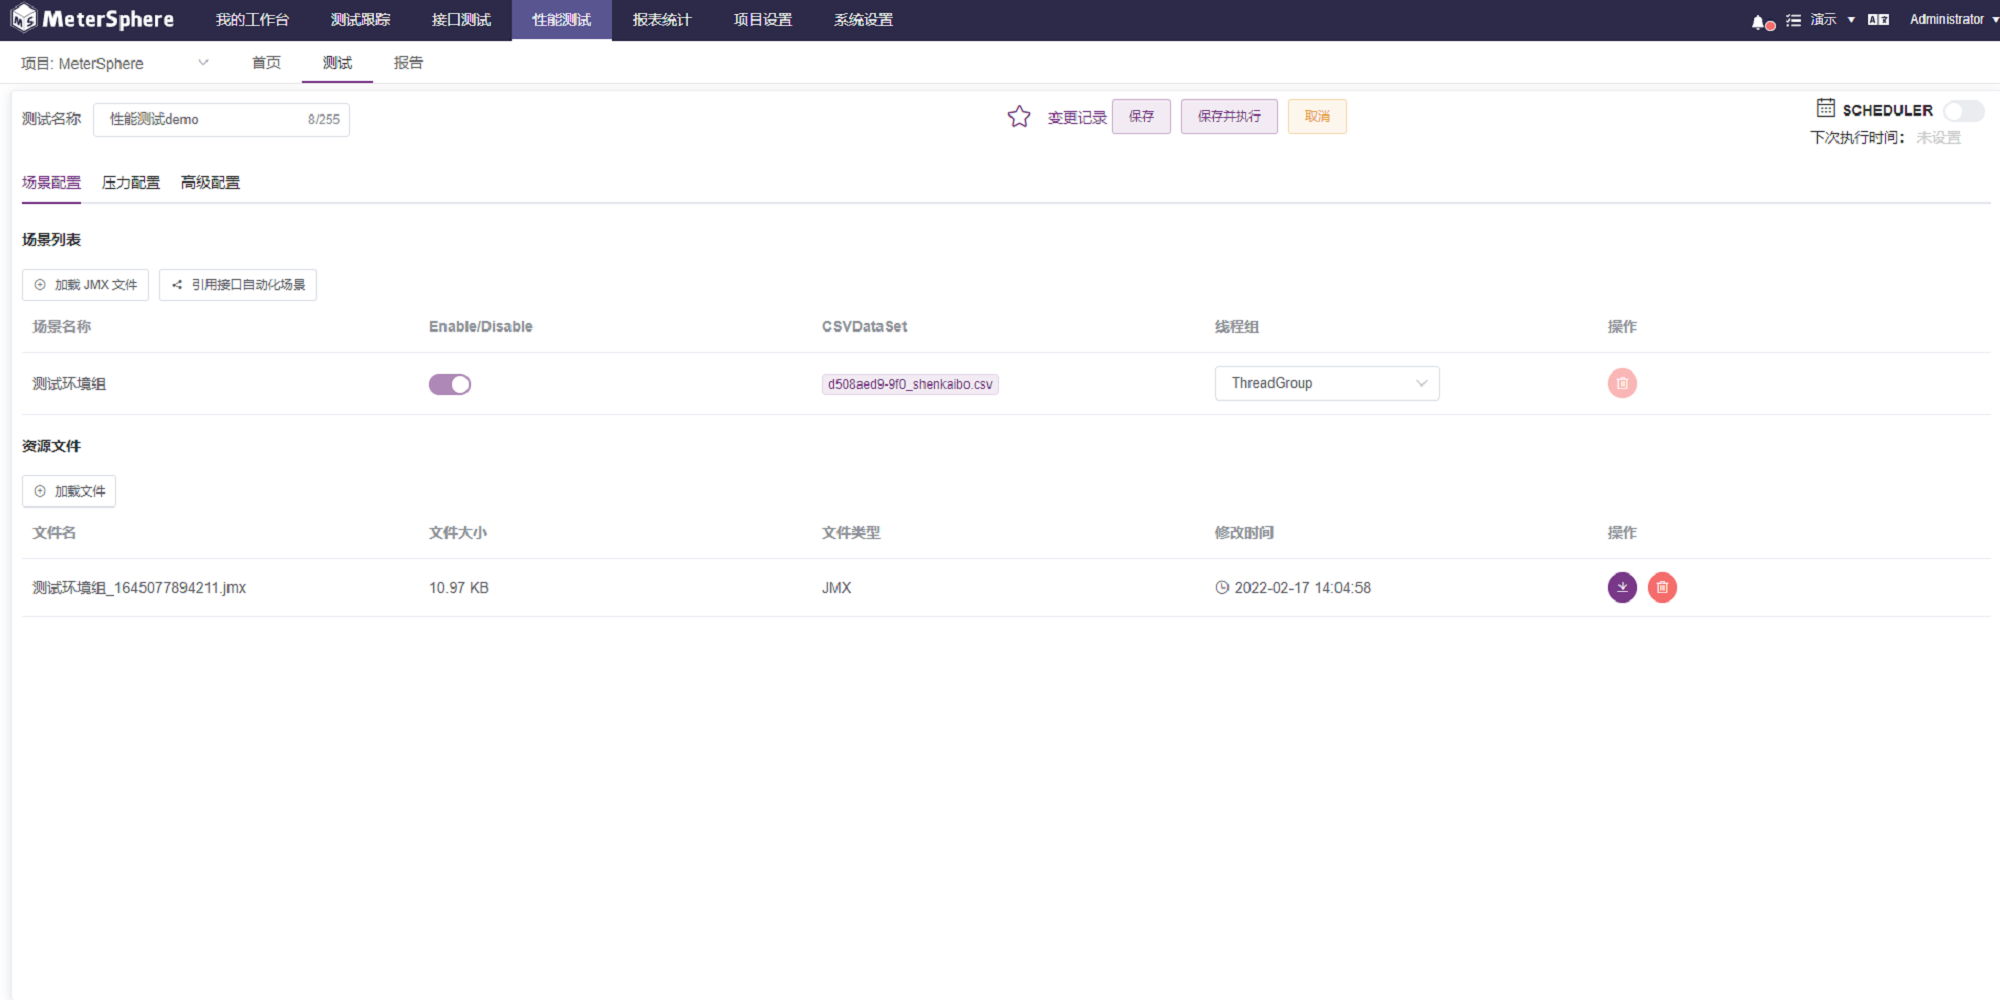 MeterSphere 我的工作台 测试跟踪 接口测试 性能测试 报表统计 项目设置 系统设置 演示 Administrator
项目: MeterSphere 首页 测试 报告
测试名称 性能测试demo 8/255 变更记录 保存 保存并执行 取消 SCHEDULER
下次执行时间： 未设置
场景配置 压力配置 高级配置
场景列表
加载 JMX 文件 引用接口自动化场景
场景名称 Enable/Disable CSVDataSet 线程组 操作
测试环境组 d508aed9-9f0_shenkaibo.csv ThreadGroup
资源文件
加载文件
文件名 文件大小 文件类型 修改时间 操作
测试环境组_1645077894211.jmx 10.97 KB JMX 2022-02-17 14:04:58